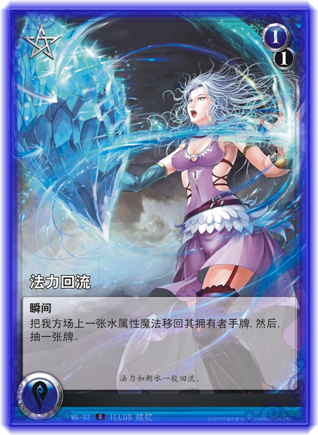 I
1
法力回流
瞬间
把我方场上一张水属性魔法移回其拥有者手牌,然后,
抽一张牌。
法力如潮水一般回流。
W4-62 R ILLUS 炫忆